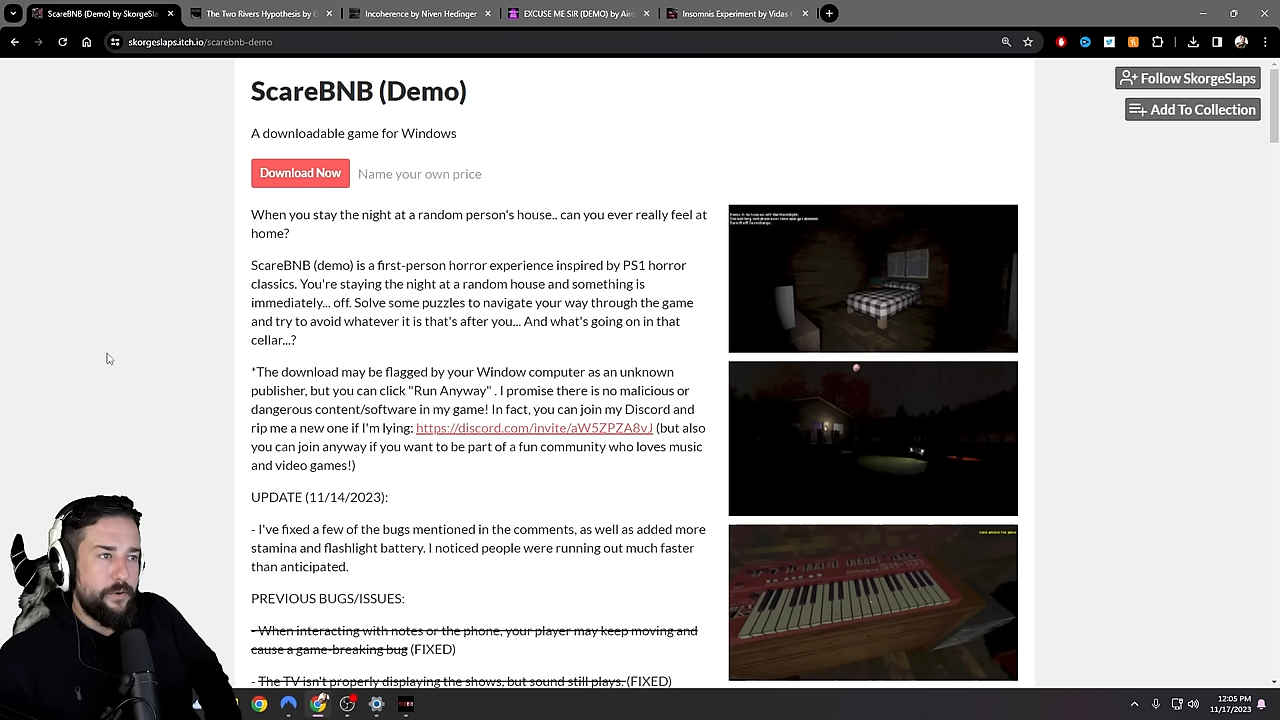 ScareBNB (Demo) by SkorgeSlap
The Two Rivers Hypothesis by G
Incoherence by Niven Hedinger
EXCUSE ME SIR (DEMO) by Aird
Insomnis Experiment by Vidas G
skorgeslaps.itch.io/scarebnb-demo
ScareBNB (Demo)
Follow SkorgeSlaps
Add To Collection
A downloadable game for Windows
Download Now
Name your own price
When you stay the night at a random person's house.. can you ever really feel at
home?
ScareBNB (demo) is a first-person horror experience inspired by PS1 horror
classics. You're staying the night at a random house and something is
immediately... off. Solve some puzzles to navigate your way through the game
and try to avoid whatever it is that's after you... And what's going on in that
cellar...?
*The download may be flagged by your Window computer as an unknown
publisher, but you can click "Run Anyway" . I promise there is no malicious or
dangerous content/software in my game! In fact, you can join my Discord and
rip me a new one if I'm lying: https://discord.com/invite/aW5ZPZA8vJ (but also
you can join anyway if you want to be part of a fun community who loves music
and video games!)
UPDATE (11/14/2023):
- I've fixed a few of the bugs mentioned in the comments, as well as added more
stamina and flashlight battery. I noticed people were running out much faster
than anticipated.
PREVIOUS BUGS/ISSUES:
- When interacting with notes or the phone, your player may keep moving and
cause a game-breaking bug (FIXED)
- The TV isn't properly displaying the shows, but sound still plays. (FIXED)
12:05 PM
11/17/2023